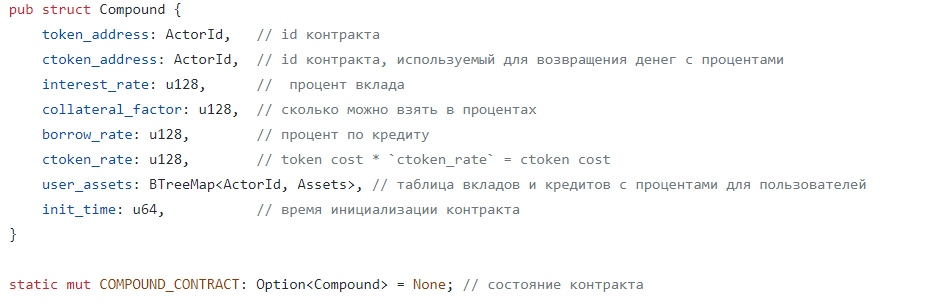 pub struct Compound {
    token_address: ActorId,   // id контракта
    ctoken_address: ActorId,  // id контракта, используемый для возвращения денег с процентами
    interest_rate: u128,      //  процент вклада
    collateral_factor: u128,  // сколько можно взять в процентах
    borrow_rate: u128,        // процент по кредиту
    ctoken_rate: u128,        // token cost * `ctoken_rate` = ctoken cost
    user_assets: BTreeMap<ActorId, Assets>, // таблица вкладов и кредитов с процентами для пользователей
    init_time: u64,           // время инициализации контракта
}

static mut COMPOUND_CONTRACT: Option<Compound> = None; // состояние контракта